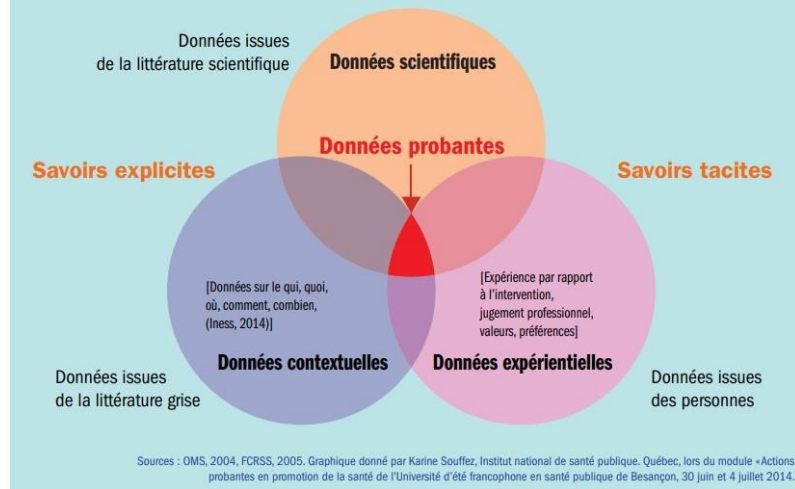 Données issues
de la littérature scientifique
Données scientifiques
Données probantes
Savoirs explicites
Savoirs tacites
[Données sur le qui, quoi,
où, comment, combien,
(Iness, 2014)]
[Expérience par rapport
à l'intervention,
jugement professionnel,
valeurs, préférences]
Données contextuelles
Données expérientielles
Données issues
de la littérature grise
Données issues
des personnes
Sources : OMS, 2004, FCRSS, 2005. Graphique donné par Karine Souffez, Institut national de santé publique. Québec, lors du module «Actions
probantes en promotion de la santé de l'Université d'été francophone en santé publique de Besançon, 30 juin et 4 juillet 2014.